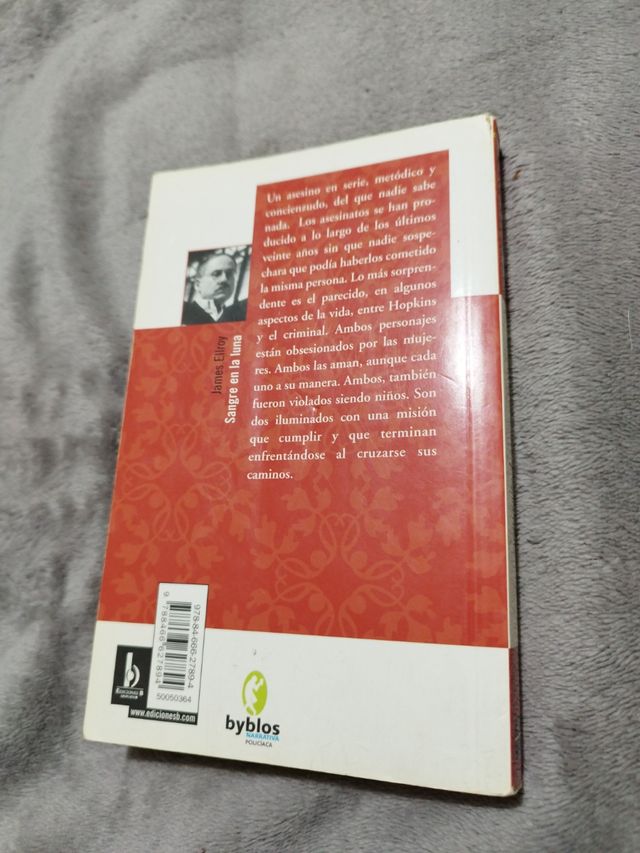 Un asesino en serie, metódico y
concienzudo, del que nadie sabe
nada. Los asesinatos se han pro-
ducido a lo largo de los últimos
veinte años sin que nadie sospe-
chara que podía haberlos cometido
la misma persona. Lo más sorpren-
dente es el parecido, en algunos
aspectos de la vida, entre Hopkins
y el criminal. Ambos personajes
están obsesionados por las muje-
res. Ambos las aman, aunque cada
uno a su manera. Ambos, también
fueron violados siendo niños. Son
dos iluminados con una misión
que cumplir y que terminan
enfrentándose al cruzarse sus
caminos.
James Ellroy
Sangre en la luna
978-84-666-2789-4
9 788466 627894
50050364
b
EDICIONES B
www.edicionesb.com
byblos
NARRATIVA
POLICÍACA